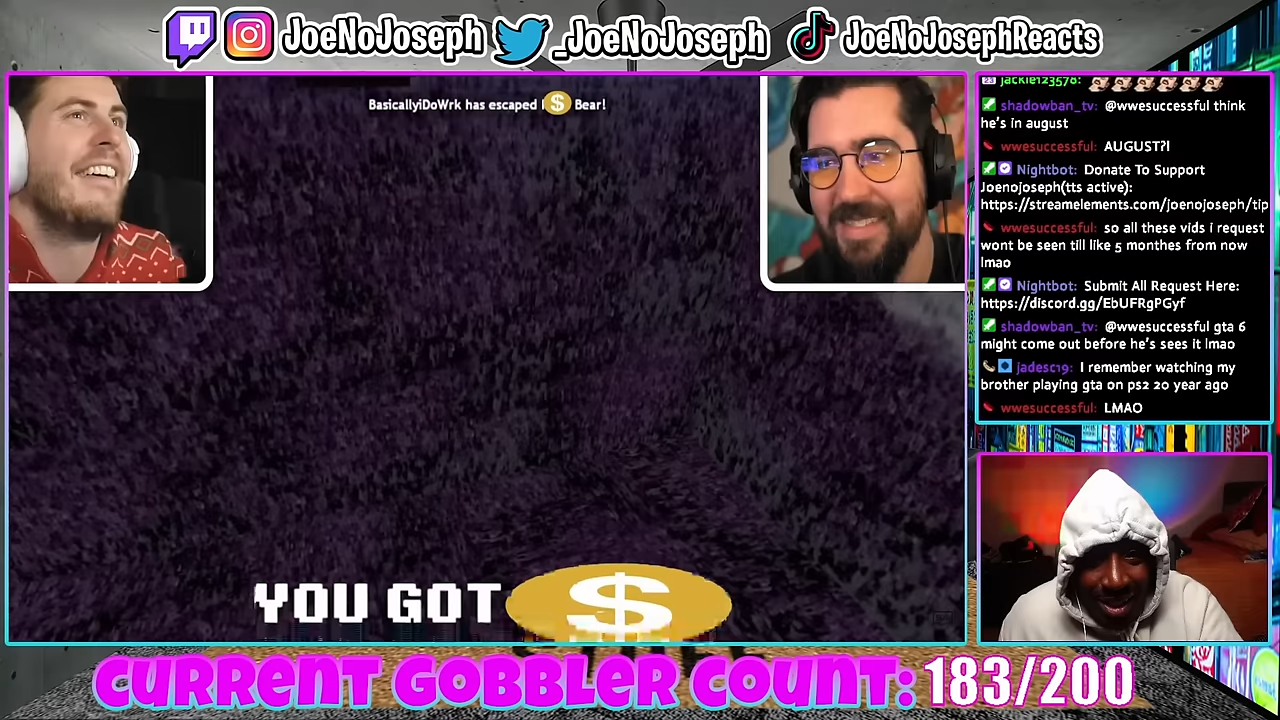 JoeNoJoseph _JoeNoJoseph JoeNoJosephReacts
BasicallyiDoWrk has escaped $ Bear!
YOU GOT $
23 jackie123578:
shadowban_tv: @wwesuccessful think
he's in august
wwesuccessful: AUGUST?!
Nightbot: Donate To Support
Joenojoseph(tts active):
https://streamelements.com/joenojoseph/tip
wwesuccessful: so all these vids i request
wont be seen till like 5 monthes from now
lmao
Nightbot: Submit All Request Here:
https://discord.gg/EbUFRgPGyf
shadowban_tv: @wwesuccessful gta 6
might come out before he's sees it lmao
jadesc19: I remember watching my
brother playing gta on ps2 20 year ago
wwesuccessful: LMAO
CURRENT GOBBLER COUNT: 183/200